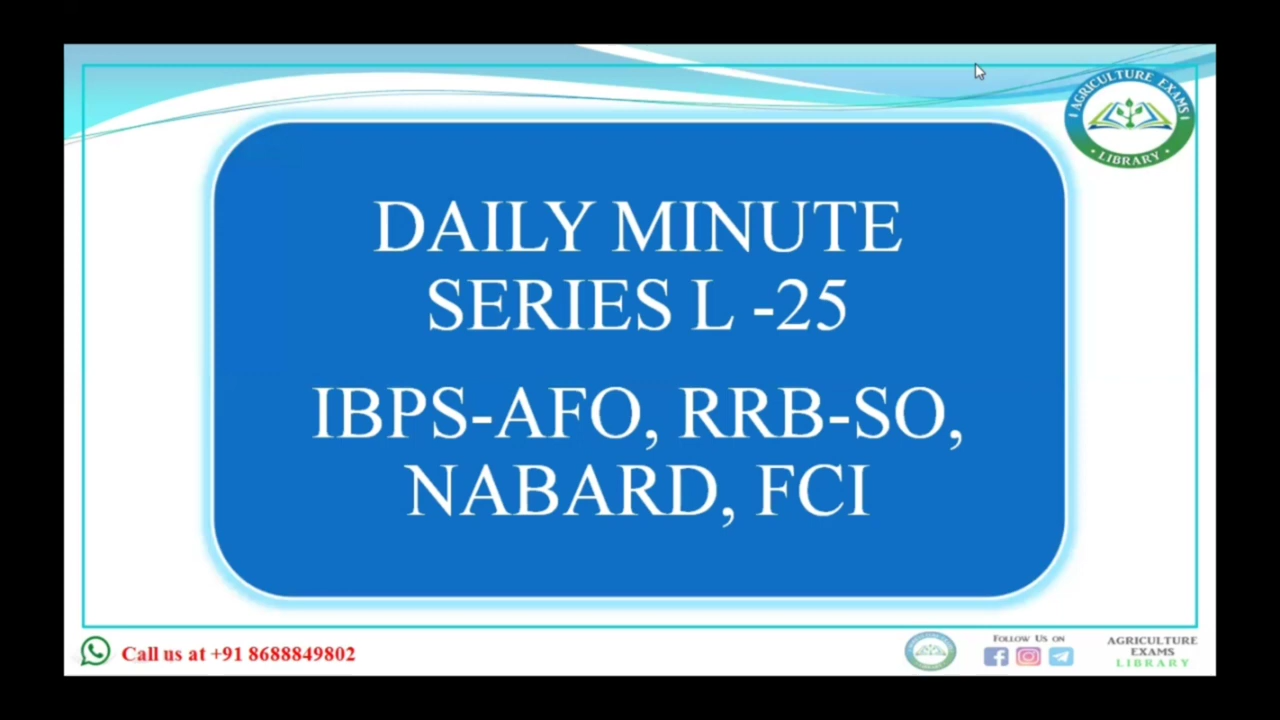 AGRICULTURE EXAMS
LIBRARY
DAILY MINUTE
SERIES L -25
IBPS-AFO, RRB-SO,
NABARD, FCI
Call us at +91 8688849802
FOLLOW US ON
AGRICULTURE
EXAMS
LIBRARY